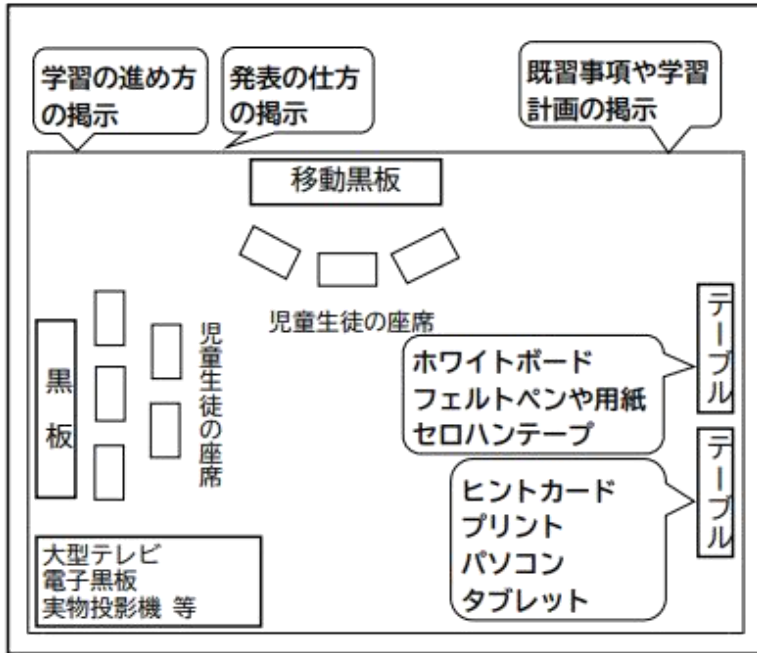 学習の進め方
の掲示
発表の仕方
の掲示
既習事項や学習
計画の掲示
移動黒板
児童生徒の座席
黒板
児童生徒の座席
テーブル
ホワイトボード
フェルトペンや用紙
セロハンテープ
テーブル
ヒントカード
プリント
パソコン
タブレット
大型テレビ
電子黒板
実物投影機 等